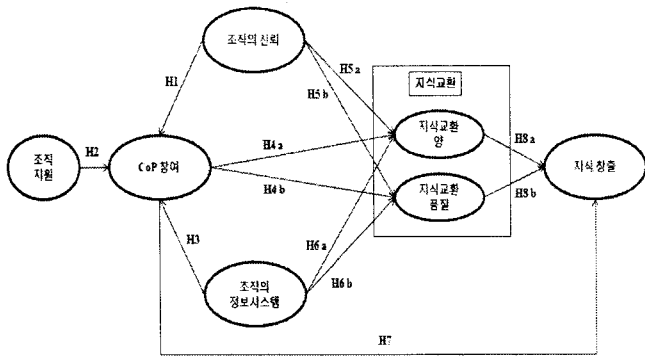 조직의 신뢰
H5 a
지식교환
H1
H5 b
지식교환
양
H8 a
H4 a
조직
지원
H2
CoP 참여
지식 창출
H4 b
지식교환
품질
H8 b
H3
H6 a
조직의
정보시스템
H6 b
H7